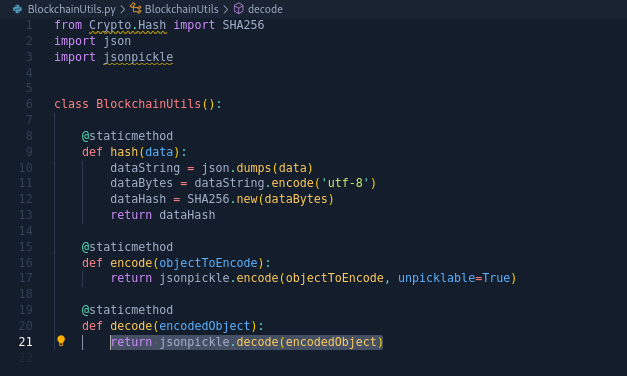 BlockchainUtils.py > BlockchainUtils > decode
1 from Crypto.Hash import SHA256
2 import json
3 import jsonpickle
4
5
6 class BlockchainUtils():
7
8     @staticmethod
9     def hash(data):
10         dataString = json.dumps(data)
11         dataBytes = dataString.encode('utf-8')
12         dataHash = SHA256.new(dataBytes)
13         return dataHash
14
15     @staticmethod
16     def encode(objectToEncode):
17         return jsonpickle.encode(objectToEncode, unpicklable=True)
18
19     @staticmethod
20     def decode(encodedObject):
21         return jsonpickle.decode(encodedObject)
22